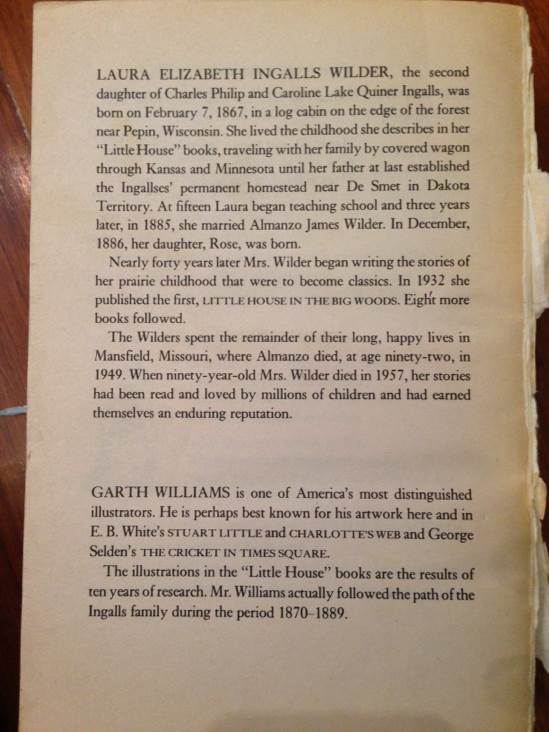 LAURA ELIZABETH INGALLS WILDER, the second
daughter of Charles Philip and Caroline Lake Quiner Ingalls, was
born on February 7, 1867, in a log cabin on the edge of the forest
near Pepin, Wisconsin. She lived the childhood she describes in her
“Little House” books, traveling with her family by covered wagon
through Kansas and Minnesota until her father at last established
the Ingallses’ permanent homestead near De Smet in Dakota
Territory. At fifteen Laura began teaching school and three years
later, in 1885, she married Almanzo James Wilder. In December,
1886, her daughter, Rose, was born.
Nearly forty years later Mrs. Wilder began writing the stories of
her prairie childhood that were to become classics. In 1932 she
published the first, LITTLE HOUSE IN THE BIG WOODS. Eight more
books followed.
The Wilders spent the remainder of their long, happy lives in
Mansfield, Missouri, where Almanzo died, at age ninety-two, in
1949. When ninety-year-old Mrs. Wilder died in 1957, her stories
had been read and loved by millions of children and had earned
themselves an enduring reputation.
GARTH WILLIAMS is one of America’s most distinguished
illustrators. He is perhaps best known for his artwork here and in
E. B. White’s STUART LITTLE and CHARLOTTE’S WEB and George
Selden’s THE CRICKET IN TIMES SQUARE.
The illustrations in the “Little House” books are the results of
ten years of research. Mr. Williams actually followed the path of the
Ingalls family during the period 1870–1889.